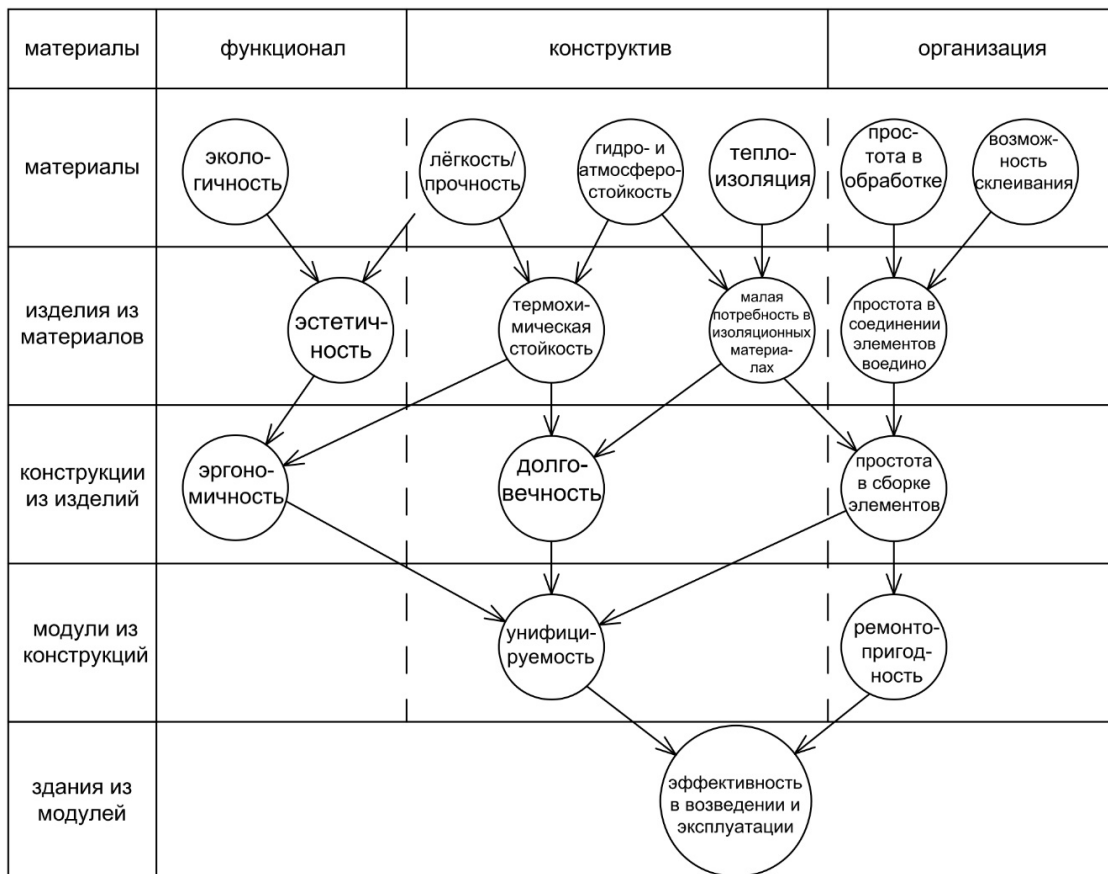 материалы
функционал
конструктив
организация
материалы
эколо-
гичность
лёгкость/
прочность
гидро- и
атмосферо-
стойкость
тепло-
изоляция
прос-
тота в
обработке
возмож-
ность
склеивания
изделия из
материалов
эстетич-
ность
термохи-
мическая
стойкость
малая
потребность в
изоляционных
материа-
лах
простота в
соединении
элементов
воедино
конструкции
из изделий
эргоно-
мичность
долго-
вечность
простота
в сборке
элементов
модули из
конструкций
унифици-
руемость
ремонто-
пригод-
ность
здания из
модулей
эффективность
в возведении и
эксплуатации